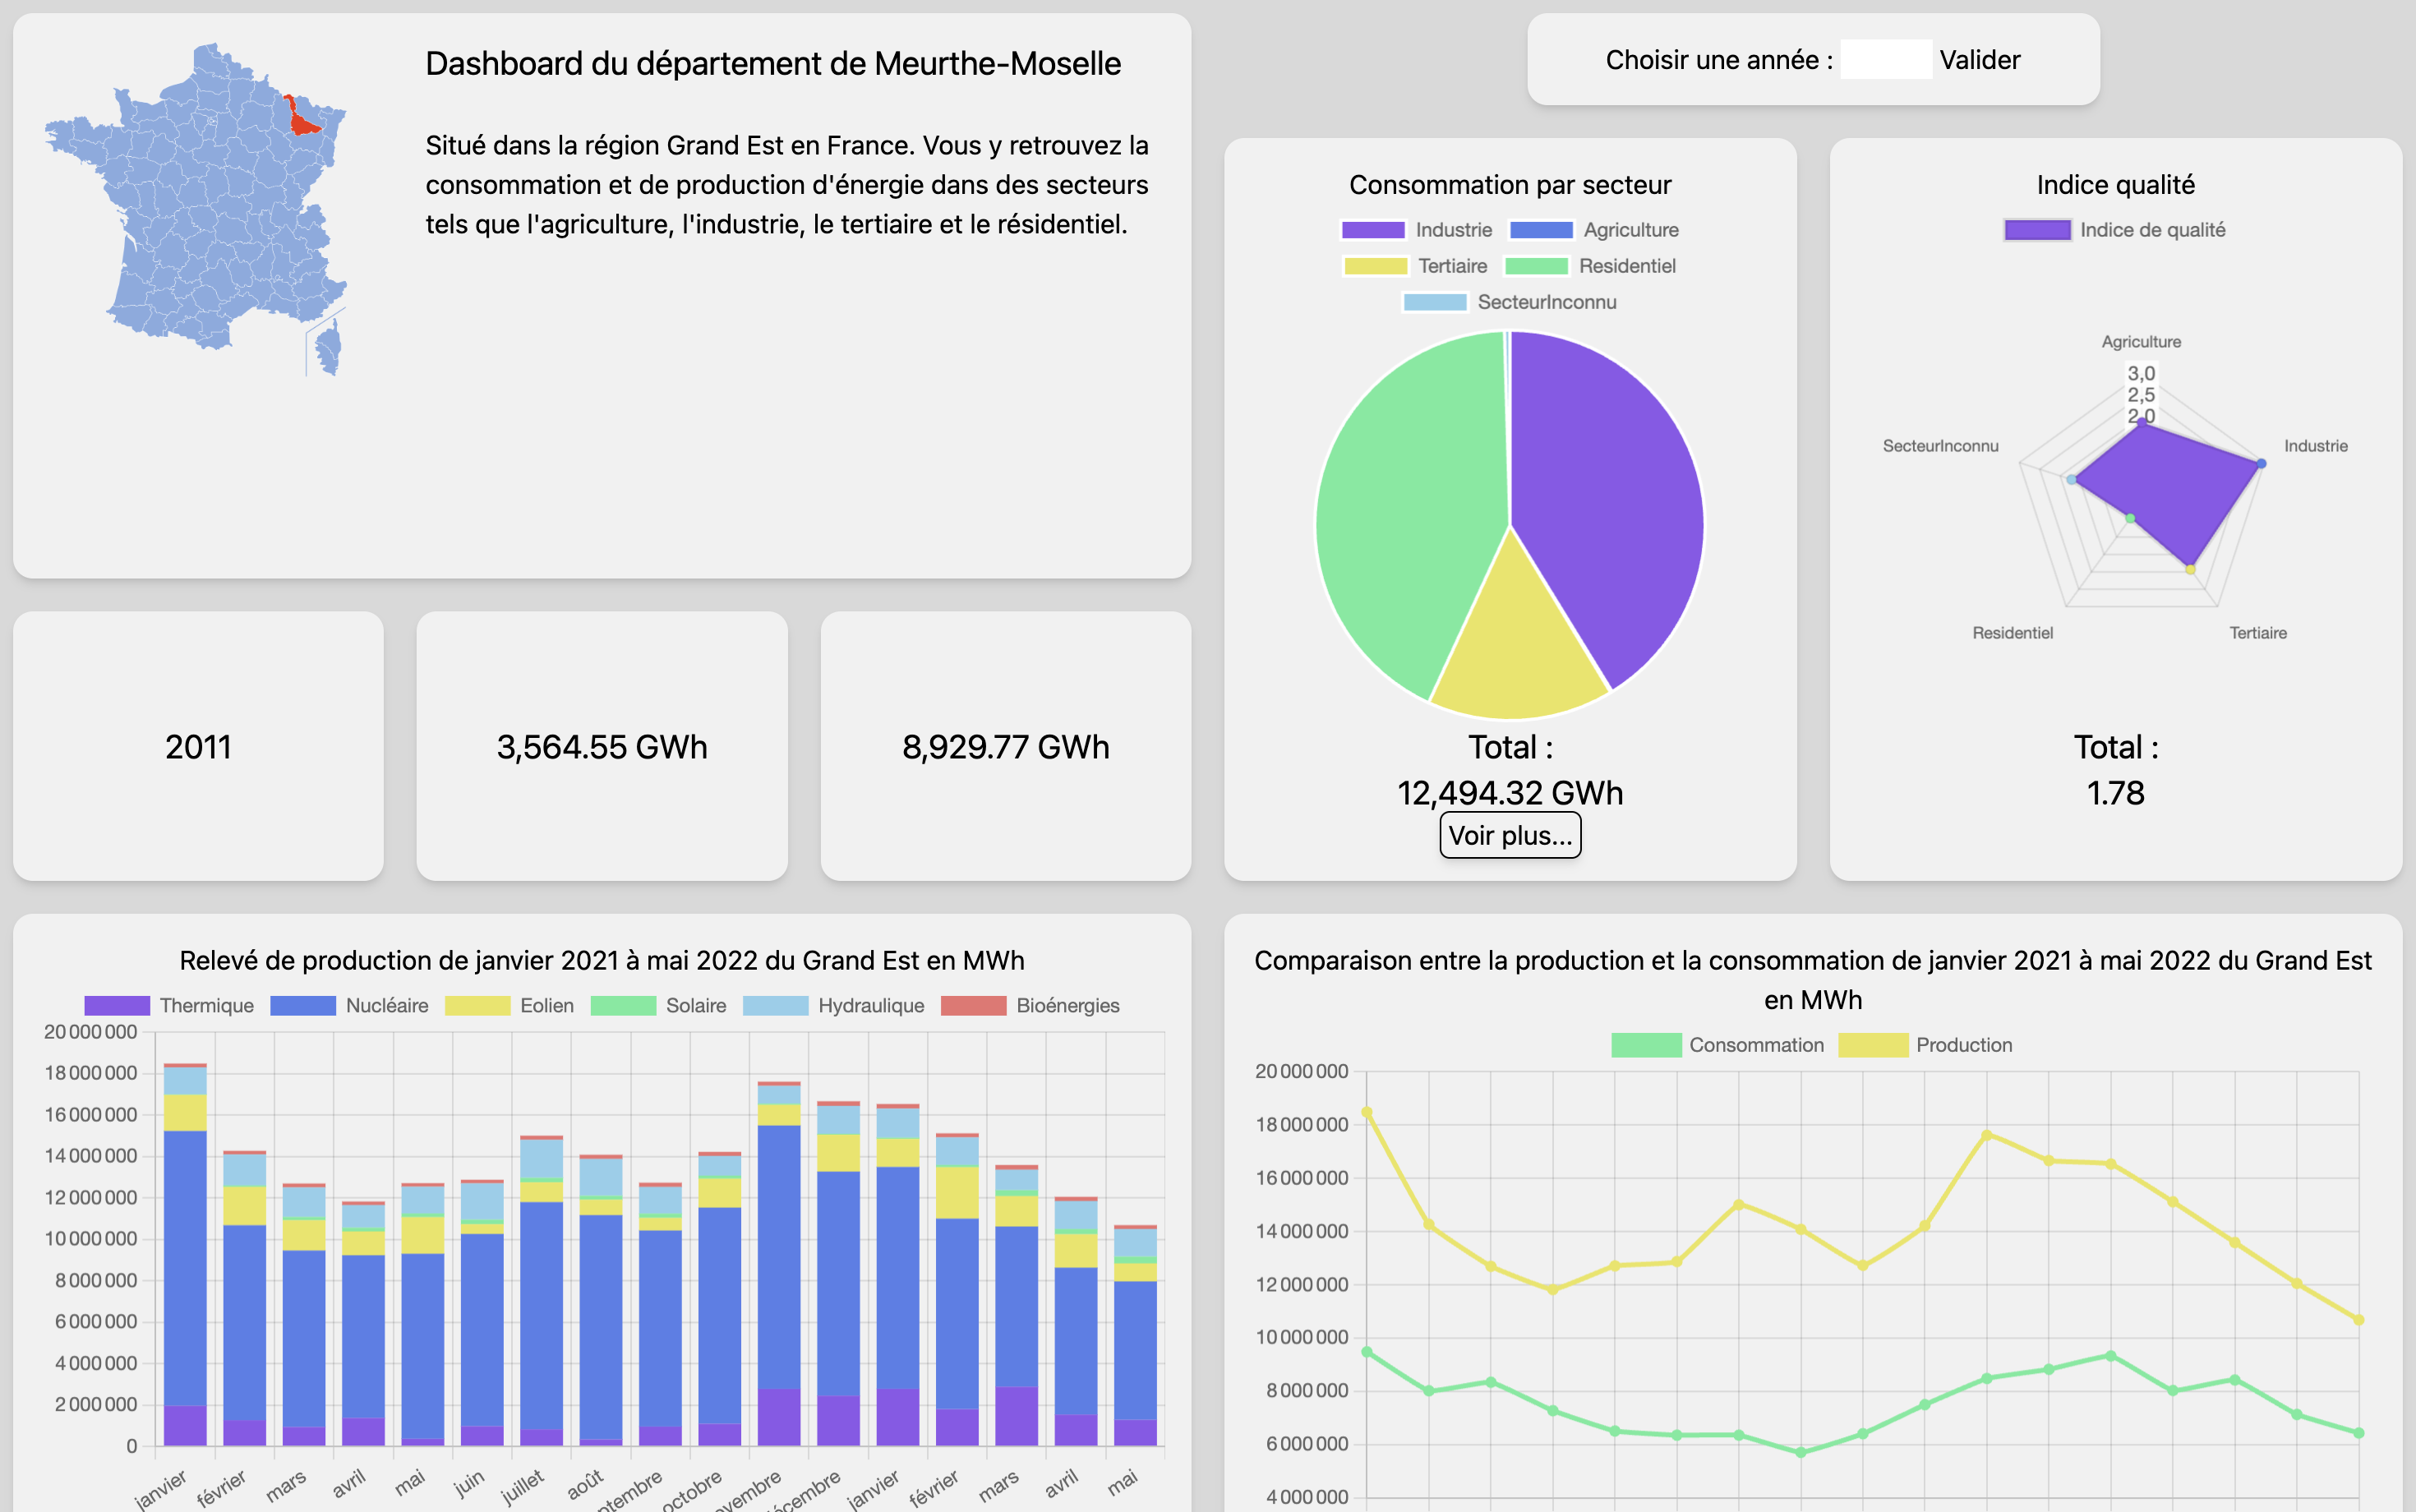 Dashboard du département de Meurthe-Moselle
Situé dans la région Grand Est en France. Vous y retrouvez la
consommation et de production d'énergie dans des secteurs
tels que l'agriculture, l'industrie, le tertiaire et le résidentiel.
Choisir une année : Valider
Consommation par secteur
Industrie Agriculture
Tertiaire Residentiel
SecteurInconnu
Total :
12,494.32 GWh
Voir plus...
Indice qualité
Indice de qualité
Agriculture
3,0
2,5
2,0
SecteurInconnu Industrie
Residentiel Tertiaire
Total :
1.78
2011
3,564.55 GWh
8,929.77 GWh
Relevé de production de janvier 2021 à mai 2022 du Grand Est en MWh
Thermique Nucléaire Eolien Solaire Hydraulique Bioénergies
20 000 000
18 000 000
16 000 000
14 000 000
12 000 000
10 000 000
8 000 000
6 000 000
4 000 000
2 000 000
0
janvier février mars avril mai juin juillet août ptembre octobre ovembre écembre janvier février mars avril mai
Comparaison entre la production et la consommation de janvier 2021 à mai 2022 du Grand Est
en MWh
Consommation Production
20 000 000
18 000 000
16 000 000
14 000 000
12 000 000
10 000 000
8 000 000
6 000 000
4 000 000